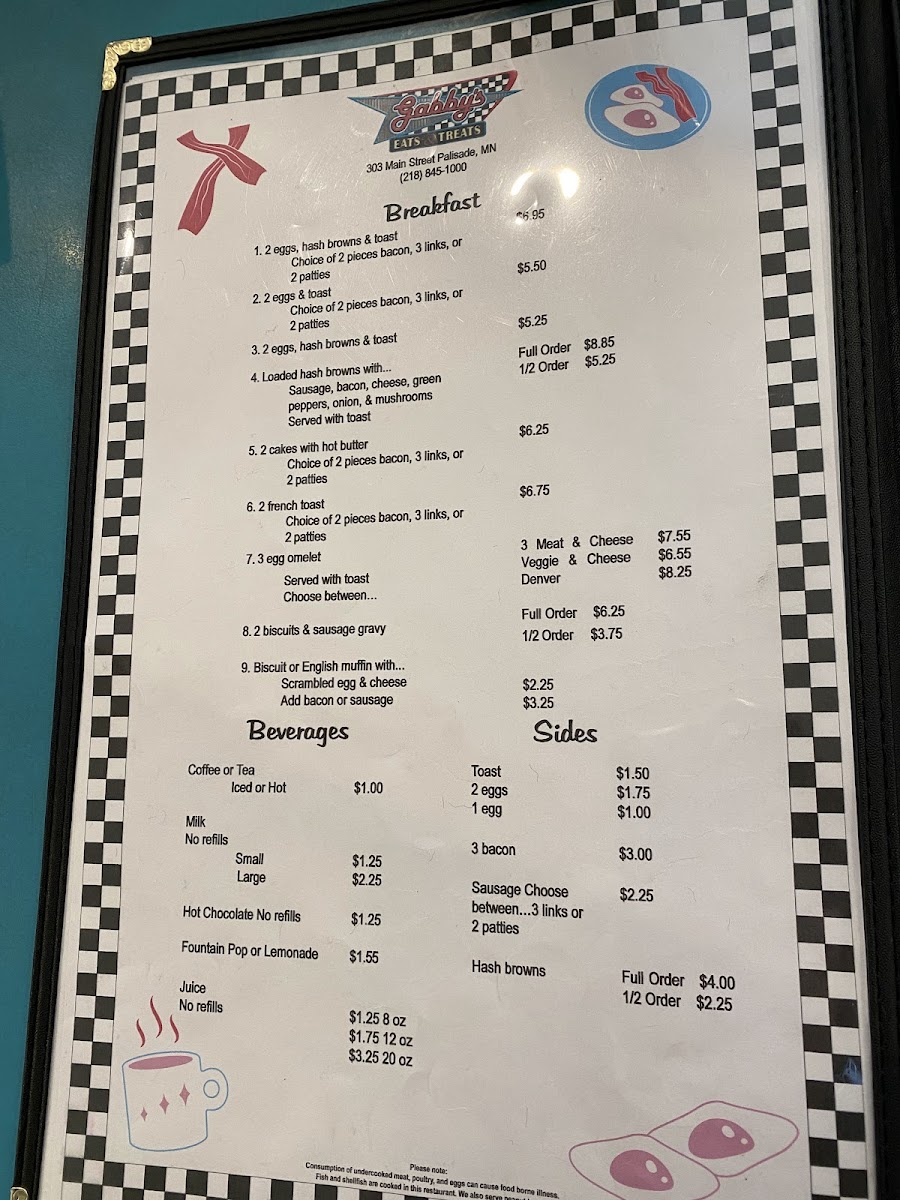 Gabby's
EATS & TREATS
303 Main Street Palisade, MN
(218) 845-1000
Breakfast
$6.95
1. 2 eggs, hash browns & toast
Choice of 2 pieces bacon, 3 links, or
2 patties
$5.50
2. 2 eggs & toast
Choice of 2 pieces bacon, 3 links, or
2 patties
$5.25
3. 2 eggs, hash browns & toast
4. Loaded hash browns with... Full Order $8.85
1/2 Order $5.25
Sausage, bacon, cheese, green
peppers, onion, & mushrooms
Served with toast
5. 2 cakes with hot butter $6.25
Choice of 2 pieces bacon, 3 links, or
2 patties
6. 2 french toast $6.75
Choice of 2 pieces bacon, 3 links, or
2 patties
7. 3 egg omelet 3 Meat & Cheese $7.55
Veggie & Cheese $6.55
Served with toast Denver $8.25
Choose between...
Full Order $6.25
8. 2 biscuits & sausage gravy 1/2 Order $3.75
9. Biscuit or English muffin with...
Scrambled egg & cheese $2.25
Add bacon or sausage $3.25
Beverages
Coffee or Tea
Iced or Hot $1.00
Milk
No refills
Small $1.25
Large $2.25
Hot Chocolate No refills $1.25
Fountain Pop or Lemonade $1.55
Juice
No refills
$1.25 8 oz
$1.75 12 oz
$3.25 20 oz
Sides
Toast $1.50
2 eggs $1.75
1 egg $1.00
3 bacon $3.00
Sausage Choose $2.25
between...3 links or
2 patties
Hash browns Full Order $4.00
1/2 Order $2.25
Please note:
Consumption of undercooked meat, poultry, and eggs can cause food borne illness.
Fish and shellfish are cooked in this restaurant. We also serve